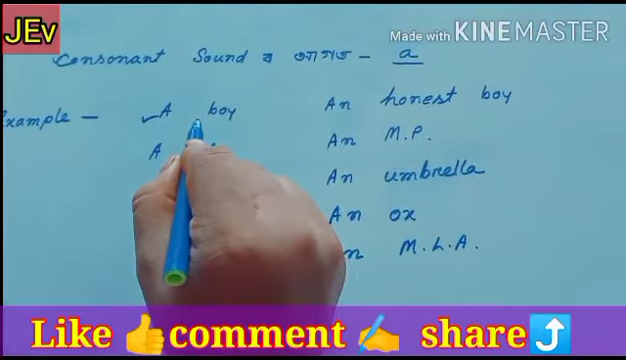 JEv
Made with KINEMASTER
Consonant Sound ৰ আগত - a
Example - ✓A boy
An honest boy
A
An M.P.
An umbrella
An ox
n M.L.A.
Like 👍comment ✍️ share⤴️